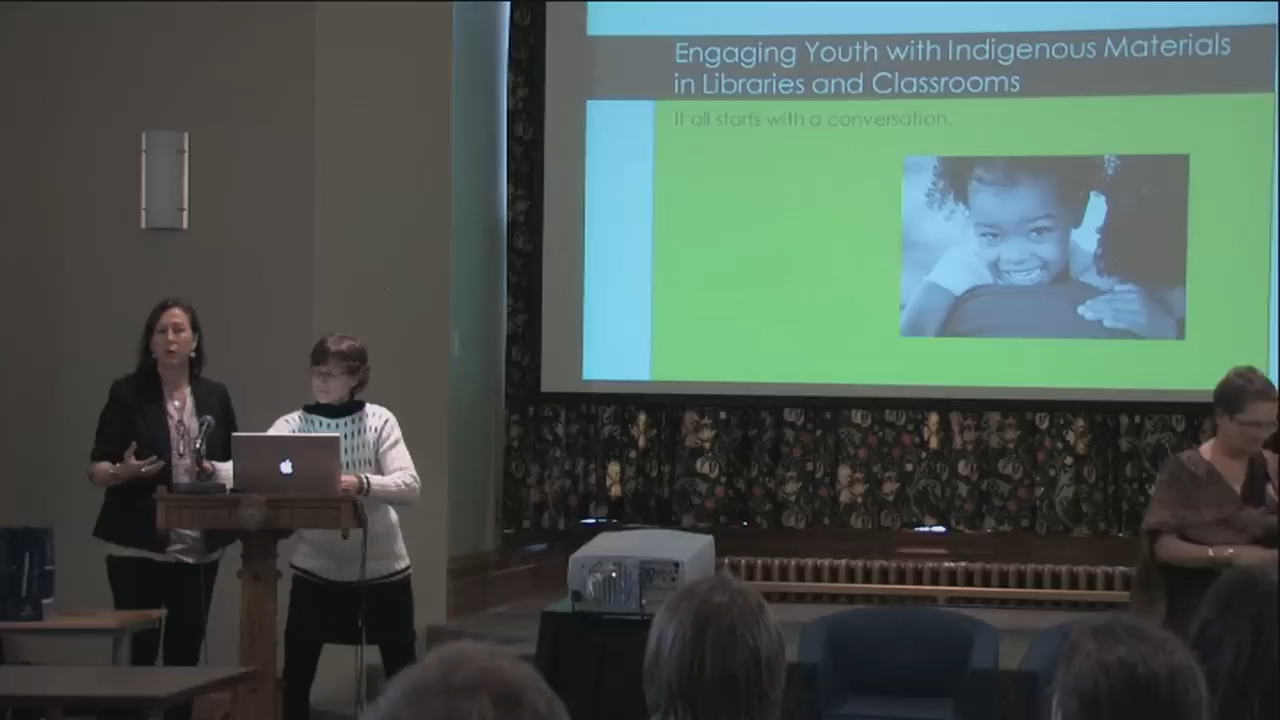 Engaging Youth with Indigenous Materials
in Libraries and Classrooms
It all starts with a conversation.